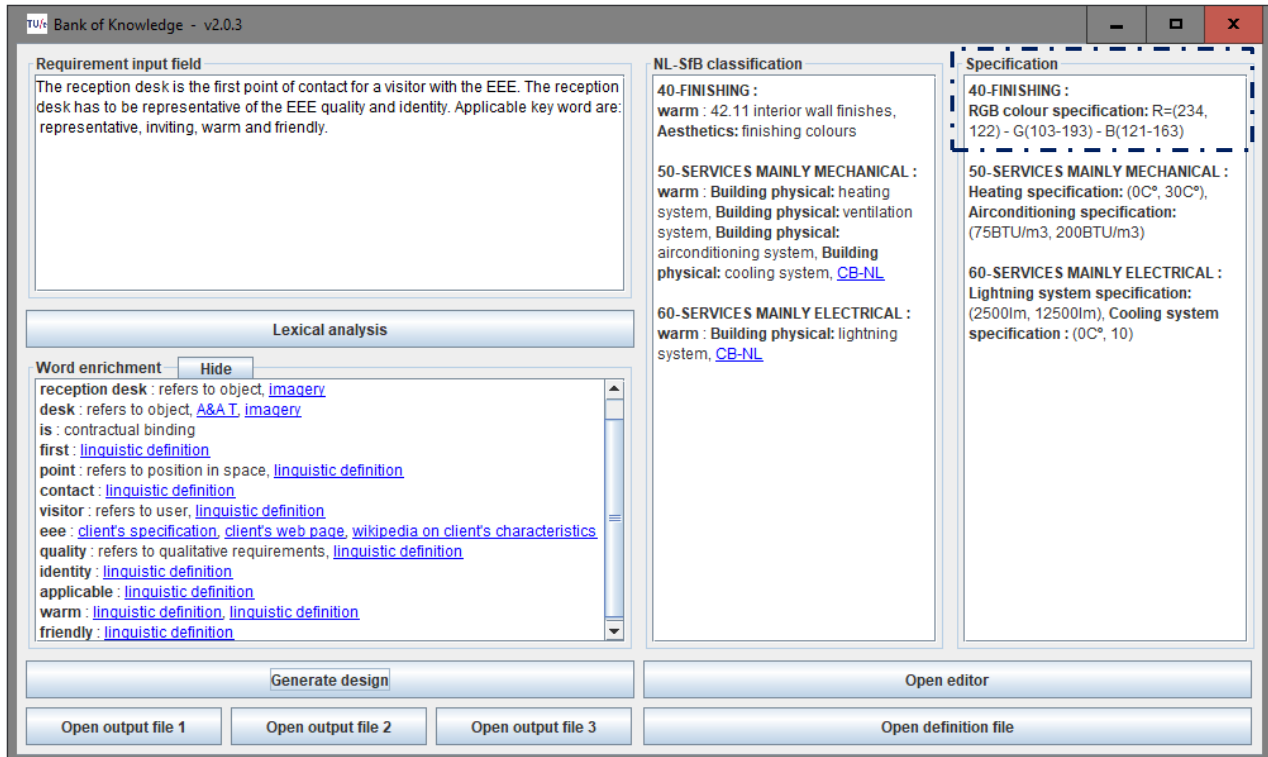 TU/e Bank of Knowledge - v2.0.3
Requirement input field
The reception desk is the first point of contact for a visitor with the EEE. The reception
desk has to be representative of the EEE quality and identity. Applicable key word are:
representative, inviting, warm and friendly.
Lexical analysis
Word enrichment
Hide
reception desk : refers to object, imagery
desk : refers to object, A&A T, imagery
is : contractual binding
first : linguistic definition
point : refers to position in space, linguistic definition
contact : linguistic definition
visitor : refers to user, linguistic definition
eee : client's specification, client's web page, wikipedia on client's characteristics
quality : refers to qualitative requirements, linguistic definition
identity : linguistic definition
applicable : linguistic definition
warm : linguistic definition, linguistic definition
friendly : linguistic definition
Generate design
Open output file 1
Open output file 2
Open output file 3
NL-SfB classification
40-FINISHING :
warm : 42.11 interior wall finishes,
Aesthetics: finishing colours
50-SERVICES MAINLY MECHANICAL :
warm : Building physical: heating
system, Building physical: ventilation
system, Building physical:
airconditioning system, Building
physical: cooling system, CB-NL
60-SERVICES MAINLY ELECTRICAL :
warm : Building physical: lightning
system, CB-NL
Specification
40-FINISHING :
RGB colour specification: R=(234,
122) - G(103-193) - B(121-163)
50-SERVICES MAINLY MECHANICAL :
Heating specification: (0Cº, 30Cº),
Airconditioning specification:
(75BTU/m3, 200BTU/m3)
60-SERVICES MAINLY ELECTRICAL :
Lightning system specification:
(2500lm, 12500lm), Cooling system
specification : (0Cº, 10)
Open editor
Open definition file